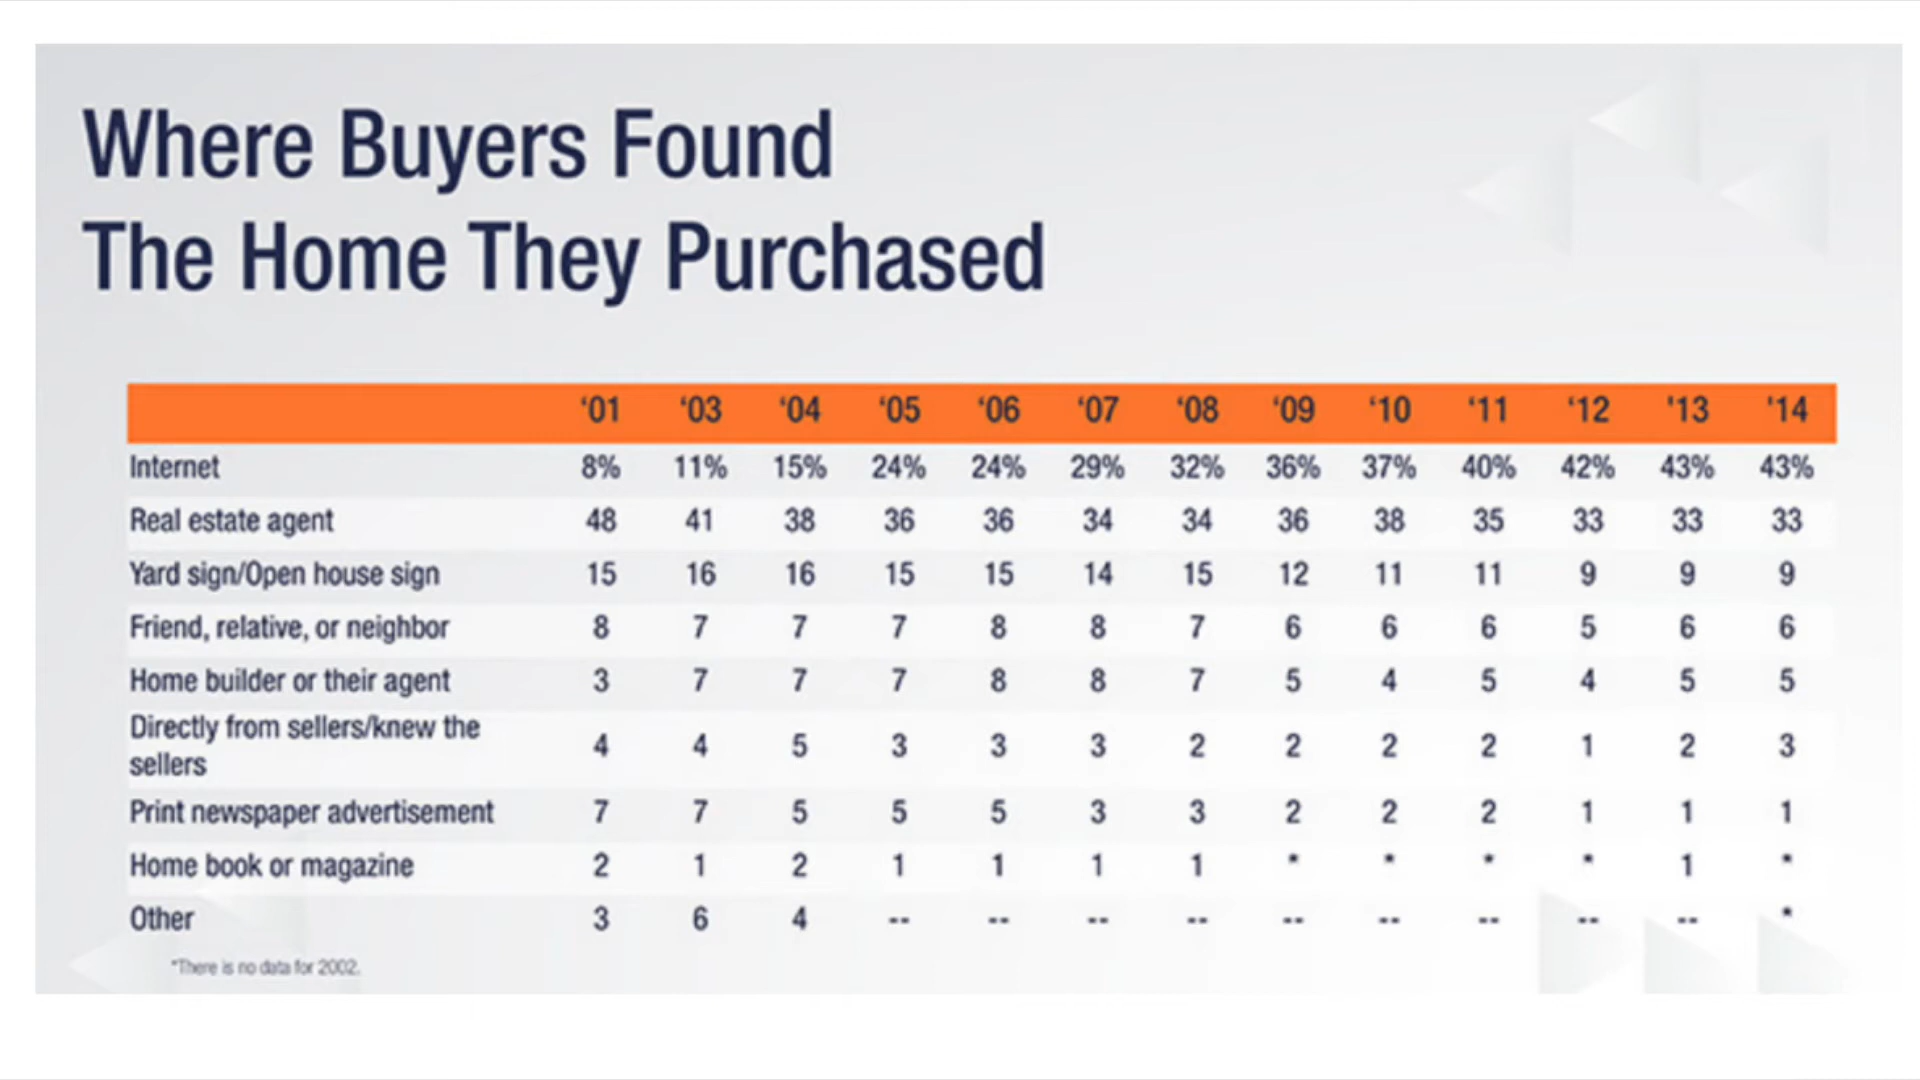 Where Buyers Found
The Home They Purchased
‘01 ‘03 ‘04 ‘05 ‘06 ‘07 ‘08 ‘09 ‘10 ‘11 ‘12 '13 '14
Internet 8% 11% 15% 24% 24% 29% 32% 36% 37% 40% 42% 43% 43%
Real estate agent 48 41 38 36 36 34 34 36 38 35 33 33 33
Yard sign/Open house sign 15 16 16 15 15 14 15 12 11 11 9 9 9
Friend, relative, or neighbor 8 7 7 7 8 8 7 6 6 6 5 6 6
Home builder or their agent 3 7 7 7 8 8 7 5 4 5 4 5 5
Directly from sellers/knew the
sellers 4 4 5 3 3 3 2 2 2 2 1 2 3
Print newspaper advertisement 7 7 5 5 5 3 3 2 2 2 1 1 1
Home book or magazine 2 1 2 1 1 1 1 * * * * 1 *
Other 3 6 4 -- -- -- -- -- -- -- -- -- *
*There is no data for 2002.